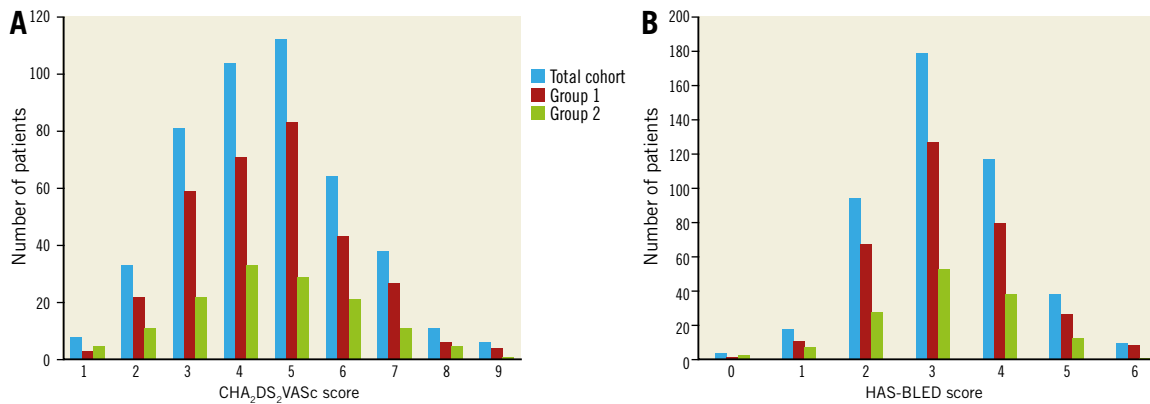 A
120
100
80
60
40
20
0
Number of patients
1 2 3 4 5 6 7 8 9
CHA₂DS₂VASc score
Total cohort
Group 1
Group 2
B
200
180
160
140
120
100
80
60
40
20
0
Number of patients
0 1 2 3 4 5 6
HAS-BLED score